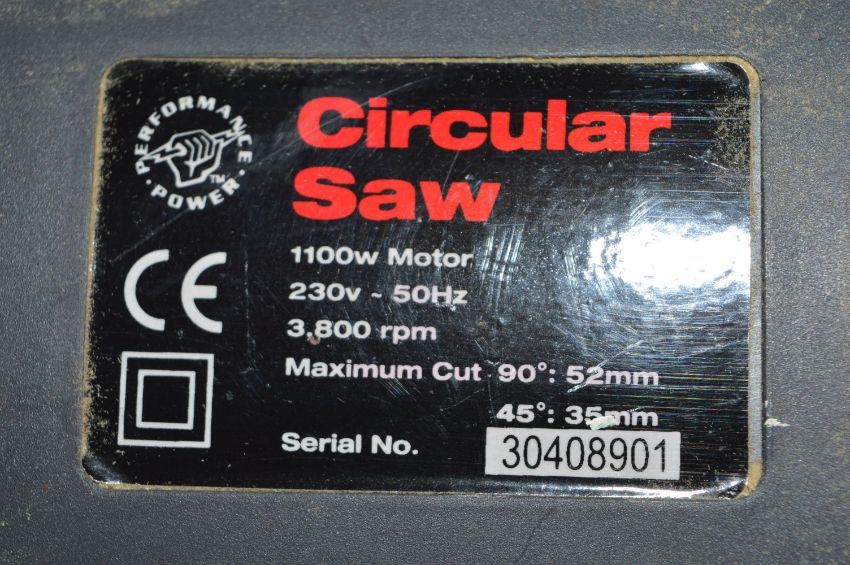 PERFORMANCE
POWER
TM
Circular
Saw
CE
1100w Motor
230v ~ 50Hz
3,800 rpm
Maximum Cut 90°: 52mm
45°: 35mm
Serial No. 30408901